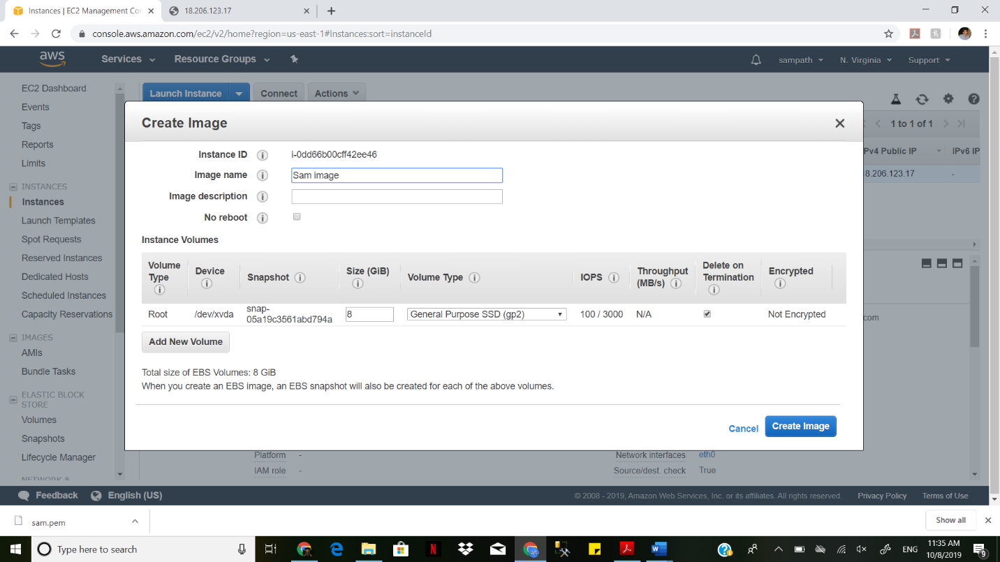 Instances | EC2 Management Con
18.206.123.17
console.aws.amazon.com/ec2/v2/home?region=us-east-1#Instances:sort=instanceId
aws
Services
Resource Groups
sampath
N. Virginia
Support
EC2 Dashboard
Events
Tags
Reports
Limits
INSTANCES
Instances
Launch Templates
Spot Requests
Reserved Instances
Dedicated Hosts
Scheduled Instances
Capacity Reservations
IMAGES
AMIs
Bundle Tasks
ELASTIC BLOCK
STORE
Volumes
Snapshots
Lifecycle Manager
NETWORK &
Launch Instance
Connect
Actions
1 to 1 of 1
Pv4 Public IP
IPv6 IP
8.206.123.17
-
com
Create Image
Instance ID
i-0dd66b00cff42ee46
Image name
Sam image
Image description
No reboot
Instance Volumes
Volume Type
Device
Snapshot
Size (GiB)
Volume Type
IOPS
Throughput (MB/s)
Delete on Termination
Encrypted
Root
/dev/xvda
snap-
05a19c3561abd794a
8
General Purpose SSD (gp2)
100 / 3000
N/A
Not Encrypted
Add New Volume
Total size of EBS Volumes: 8 GiB
When you create an EBS image, an EBS snapshot will also be created for each of the above volumes.
Cancel
Create Image
Platform -
Network interfaces eth0
IAM role -
Source/dest. check True
Feedback
English (US)
© 2008 - 2019, Amazon Web Services, Inc. or its affiliates. All rights reserved.
Privacy Policy
Terms of Use
sam.pem
Show all
Type here to search
ENG
11:35 AM
10/8/2019
9